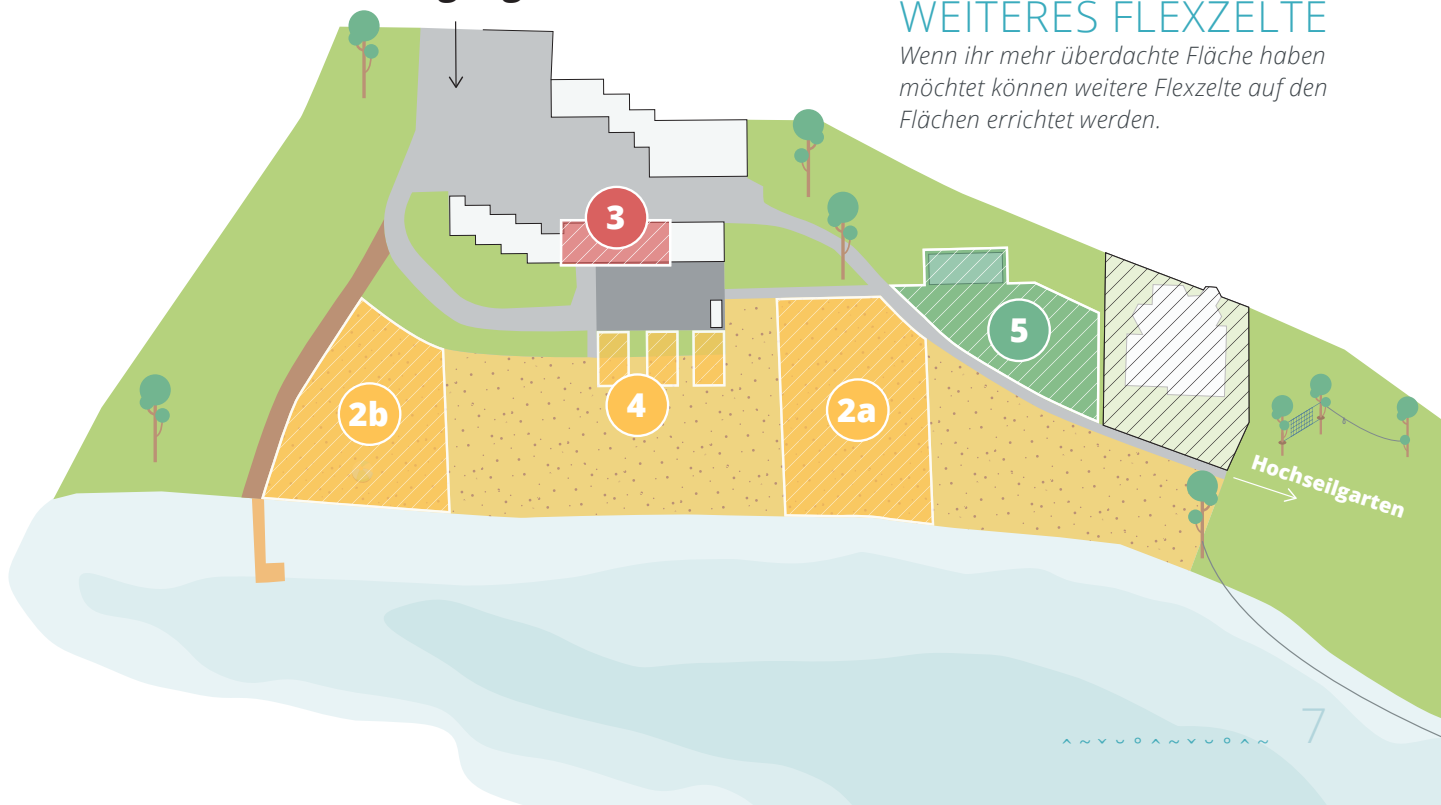 WEITERES FLEXZELTE
Wenn ihr mehr überdachte Fläche haben
möchtet können weitere Flexzelte auf den
Flächen errichtet werden.
3
5
2b
4
2a
Hochseilgarten
7